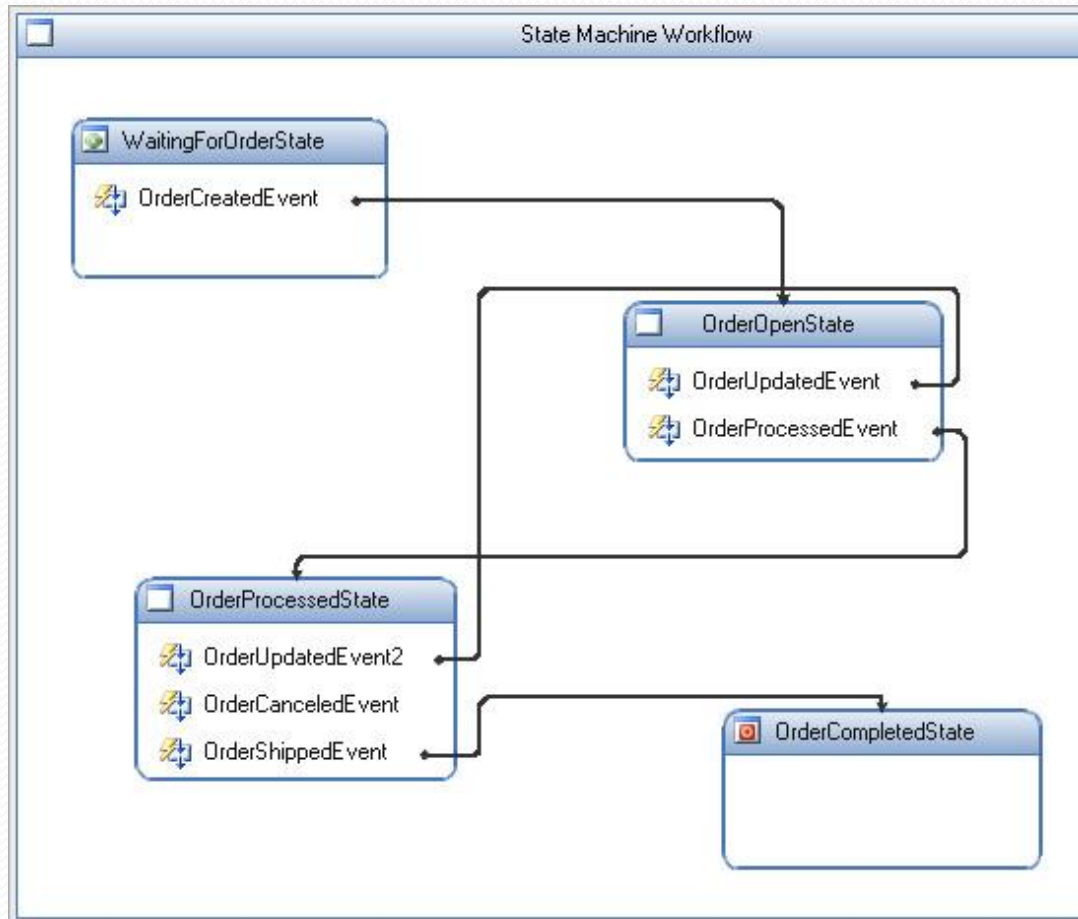 State Machine Workflow
WaitingForOrderState
OrderCreatedEvent
OrderOpenState
OrderUpdatedEvent
OrderProcessedEvent
OrderProcessedState
OrderUpdatedEvent2
OrderCanceledEvent
OrderShippedEvent
OrderCompletedState